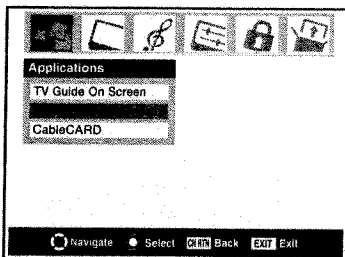 Applications
TV Guide On Screen
CableCARD
Navigate Select CH RTN Back EXIT Exit